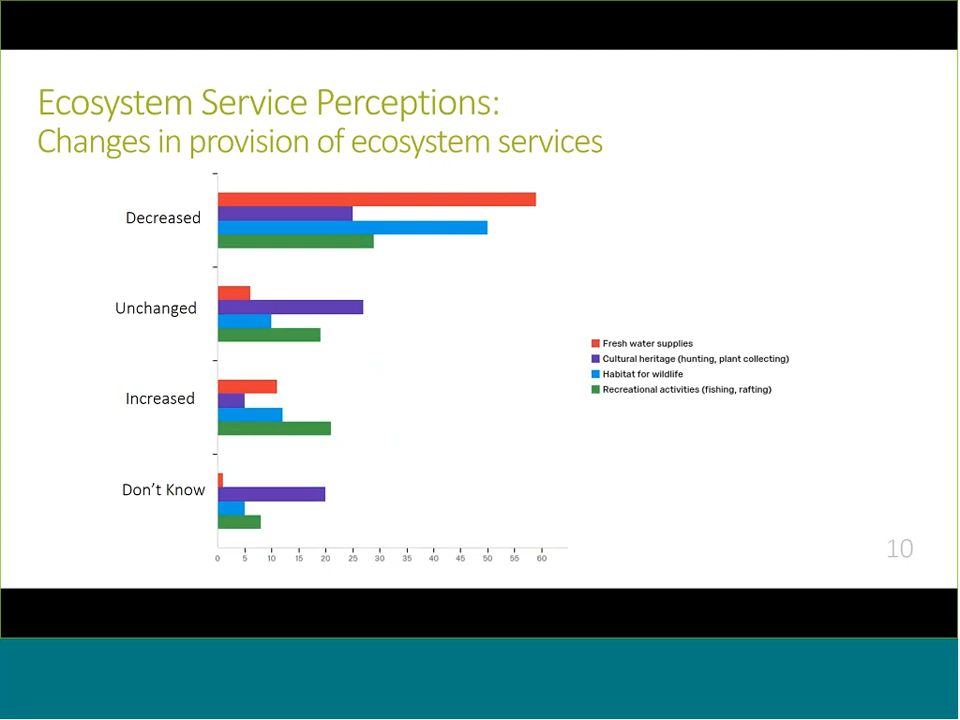 Ecosystem Service Perceptions:
Changes in provision of ecosystem services
Decreased
Unchanged
Increased
Don't Know
Fresh water supplies
Cultural heritage (hunting, plant collecting)
Habitat for wildlife
Recreational activities (fishing, rafting)
0 5 10 15 20 25 30 35 40 45 50 55 60
10